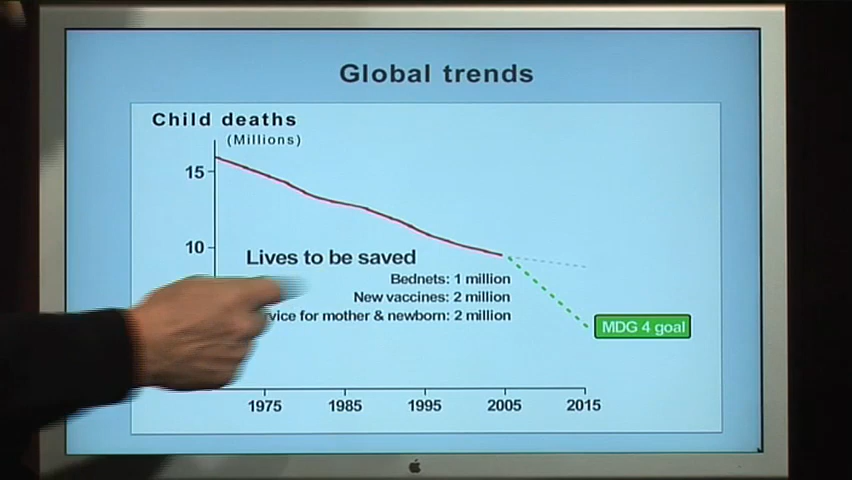 Global trends
Child deaths
(Millions)
15
10
Lives to be saved
Bednets: 1 million
New vaccines: 2 million
for mother & newborn: 2 million
MDG 4 goal
1975 1985 1995 2005 2015